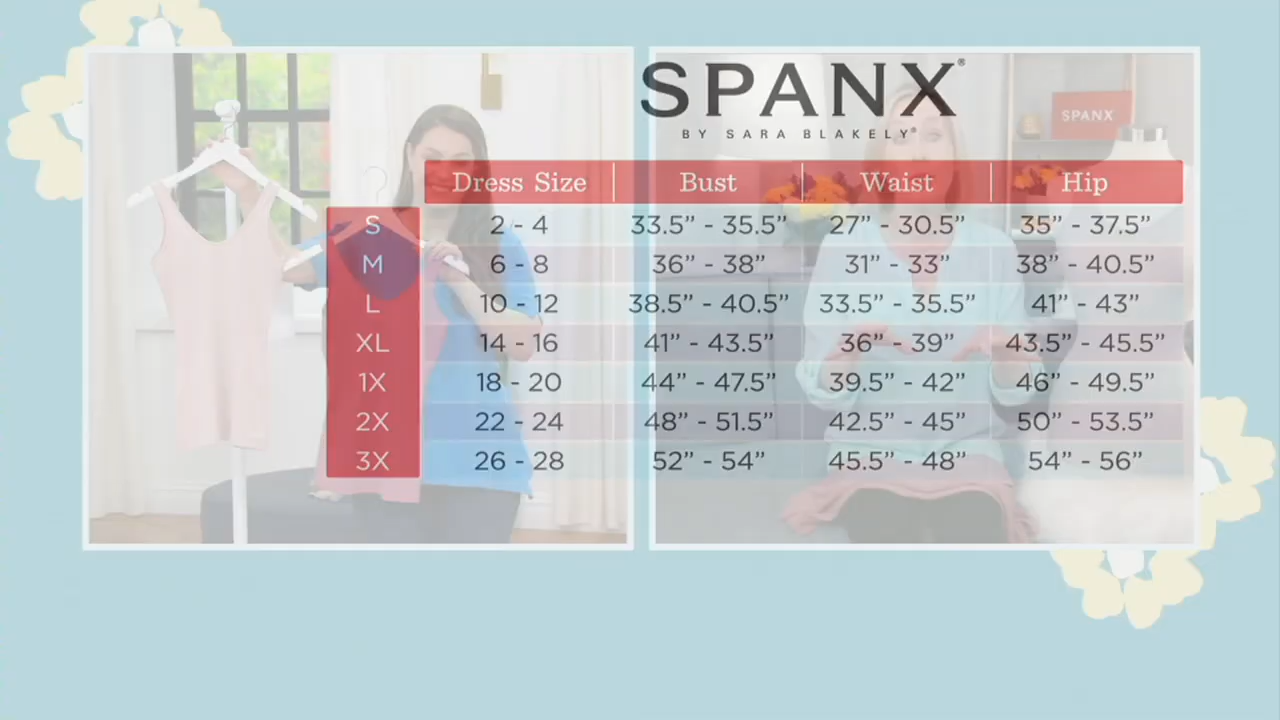 SPANX®
BY SARA BLAKELY®
SPANX
Dress Size Bust Waist Hip
S 2 - 4 33.5” - 35.5” 27” - 30.5” 35” - 37.5”
M 6 - 8 36” - 38” 31” - 33” 38” - 40.5”
L 10 - 12 38.5” - 40.5” 33.5” - 35.5” 41” - 43”
XL 14 - 16 41” - 43.5” 36” - 39” 43.5” - 45.5”
1X 18 - 20 44” - 47.5” 39.5” - 42” 46” - 49.5”
2X 22 - 24 48” - 51.5” 42.5” - 45” 50” - 53.5”
3X 26 - 28 52” - 54” 45.5” - 48” 54” - 56”